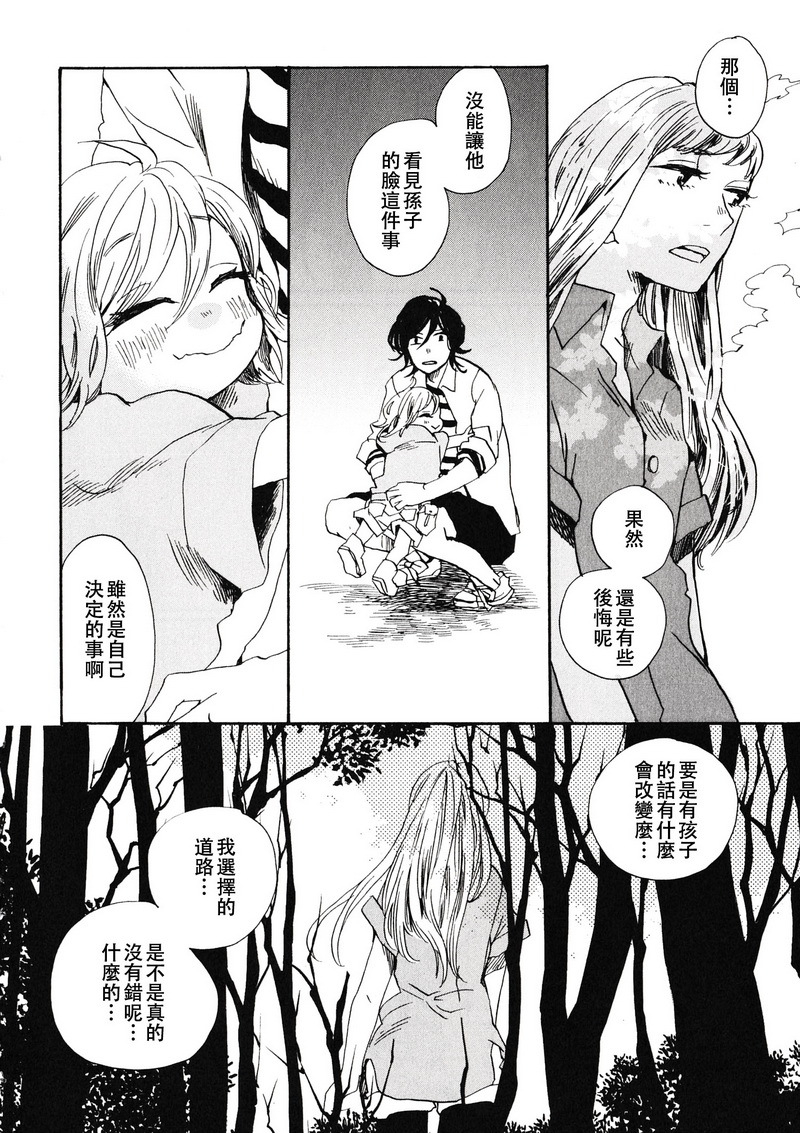 那個…
果然
還是有些
後悔呢
沒能讓他
看見孫子
的臉這件事
雖然是自己
決定的事啊
要是有孩子
的話有什麼
會改變麼…
我選擇的
道路…
是不是真的
沒有錯呢…
什麼的…